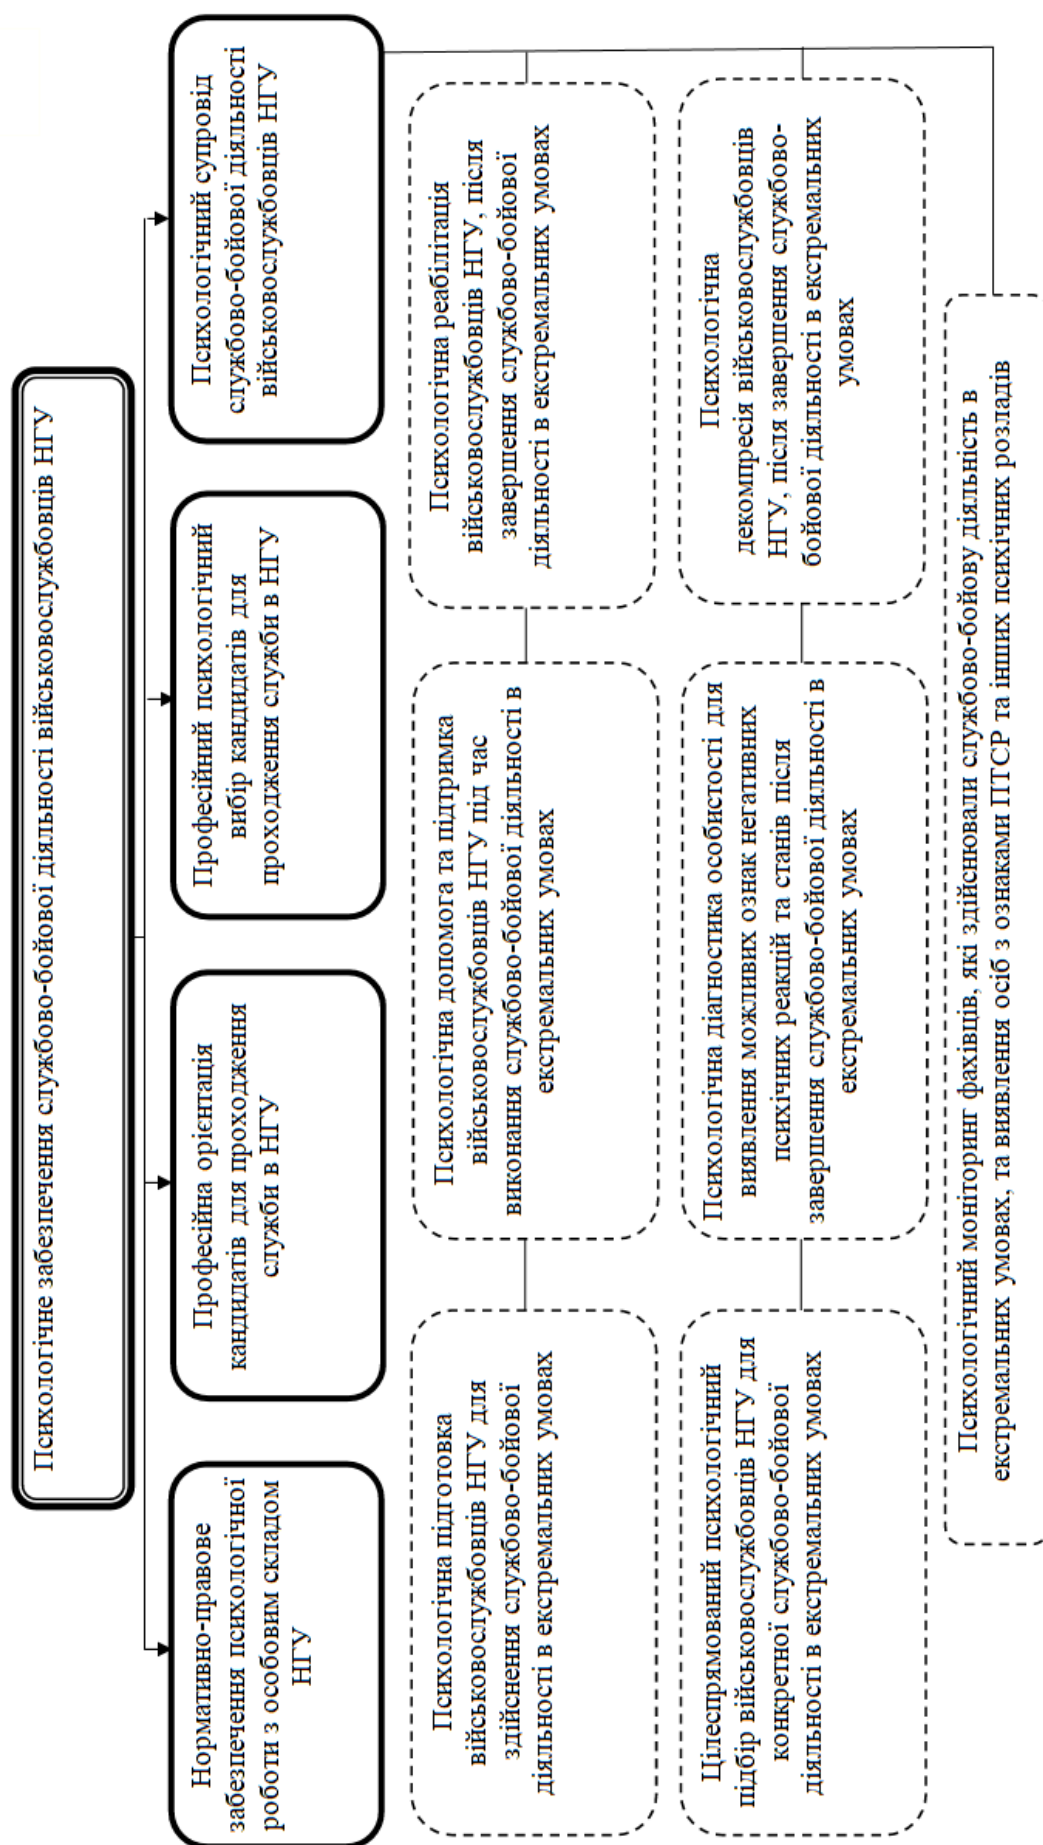 Психологічне забезпечення службово-бойової діяльності військовослужбовців НГУ
Нормативно-правове
забезпечення психологічної
роботи з особовим складом
НГУ
Професійна орієнтація
кандидатів для проходження
служби в НГУ
Професійний психологічний
вибір кандидатів для
проходження служби в НГУ
Психологічний супровід
службово-бойової діяльності
військовослужбовців НГУ
Психологічна підготовка
військовослужбовців НГУ для
здійснення службово-бойової
діяльності в екстремальних умовах
Психологічна допомога та підтримка
військовослужбовців НГУ під час
виконання службово-бойової діяльності в
екстремальних умовах
Психологічна реабілітація
військовослужбовців НГУ, після
завершення службово-бойової
діяльності в екстремальних умовах
Цілеспрямований психологічний
підбір військовослужбовців НГУ для
конкретної службово-бойової
діяльності в екстремальних умовах
Психологічна діагностика особистості для
виявлення можливих ознак негативних
психічних реакцій та станів після
завершення службово-бойової діяльності в
екстремальних умовах
Психологічна
декомпресія військовослужбовців
НГУ, після завершення службово-
бойової діяльності в екстремальних
умовах
Психологічний моніторинг фахівців, які здійснювали службово-бойову діяльність в
екстремальних умовах, та виявлення осіб з ознаками ПТСР та інших психічних розладів